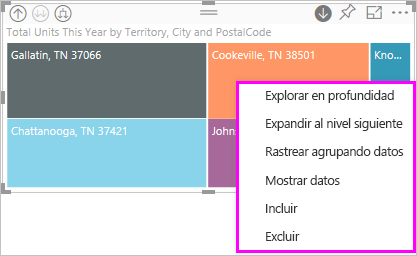 Total Units This Year by Territory, City and PostalCode
Gallatin, TN 37066
Cookeville, TN 38501
Kno...
Chattanooga, TN 37421
Johns
Explorar en profundidad
Expandir al nivel siguiente
Rastrear agrupando datos
Mostrar datos
Incluir
Excluir